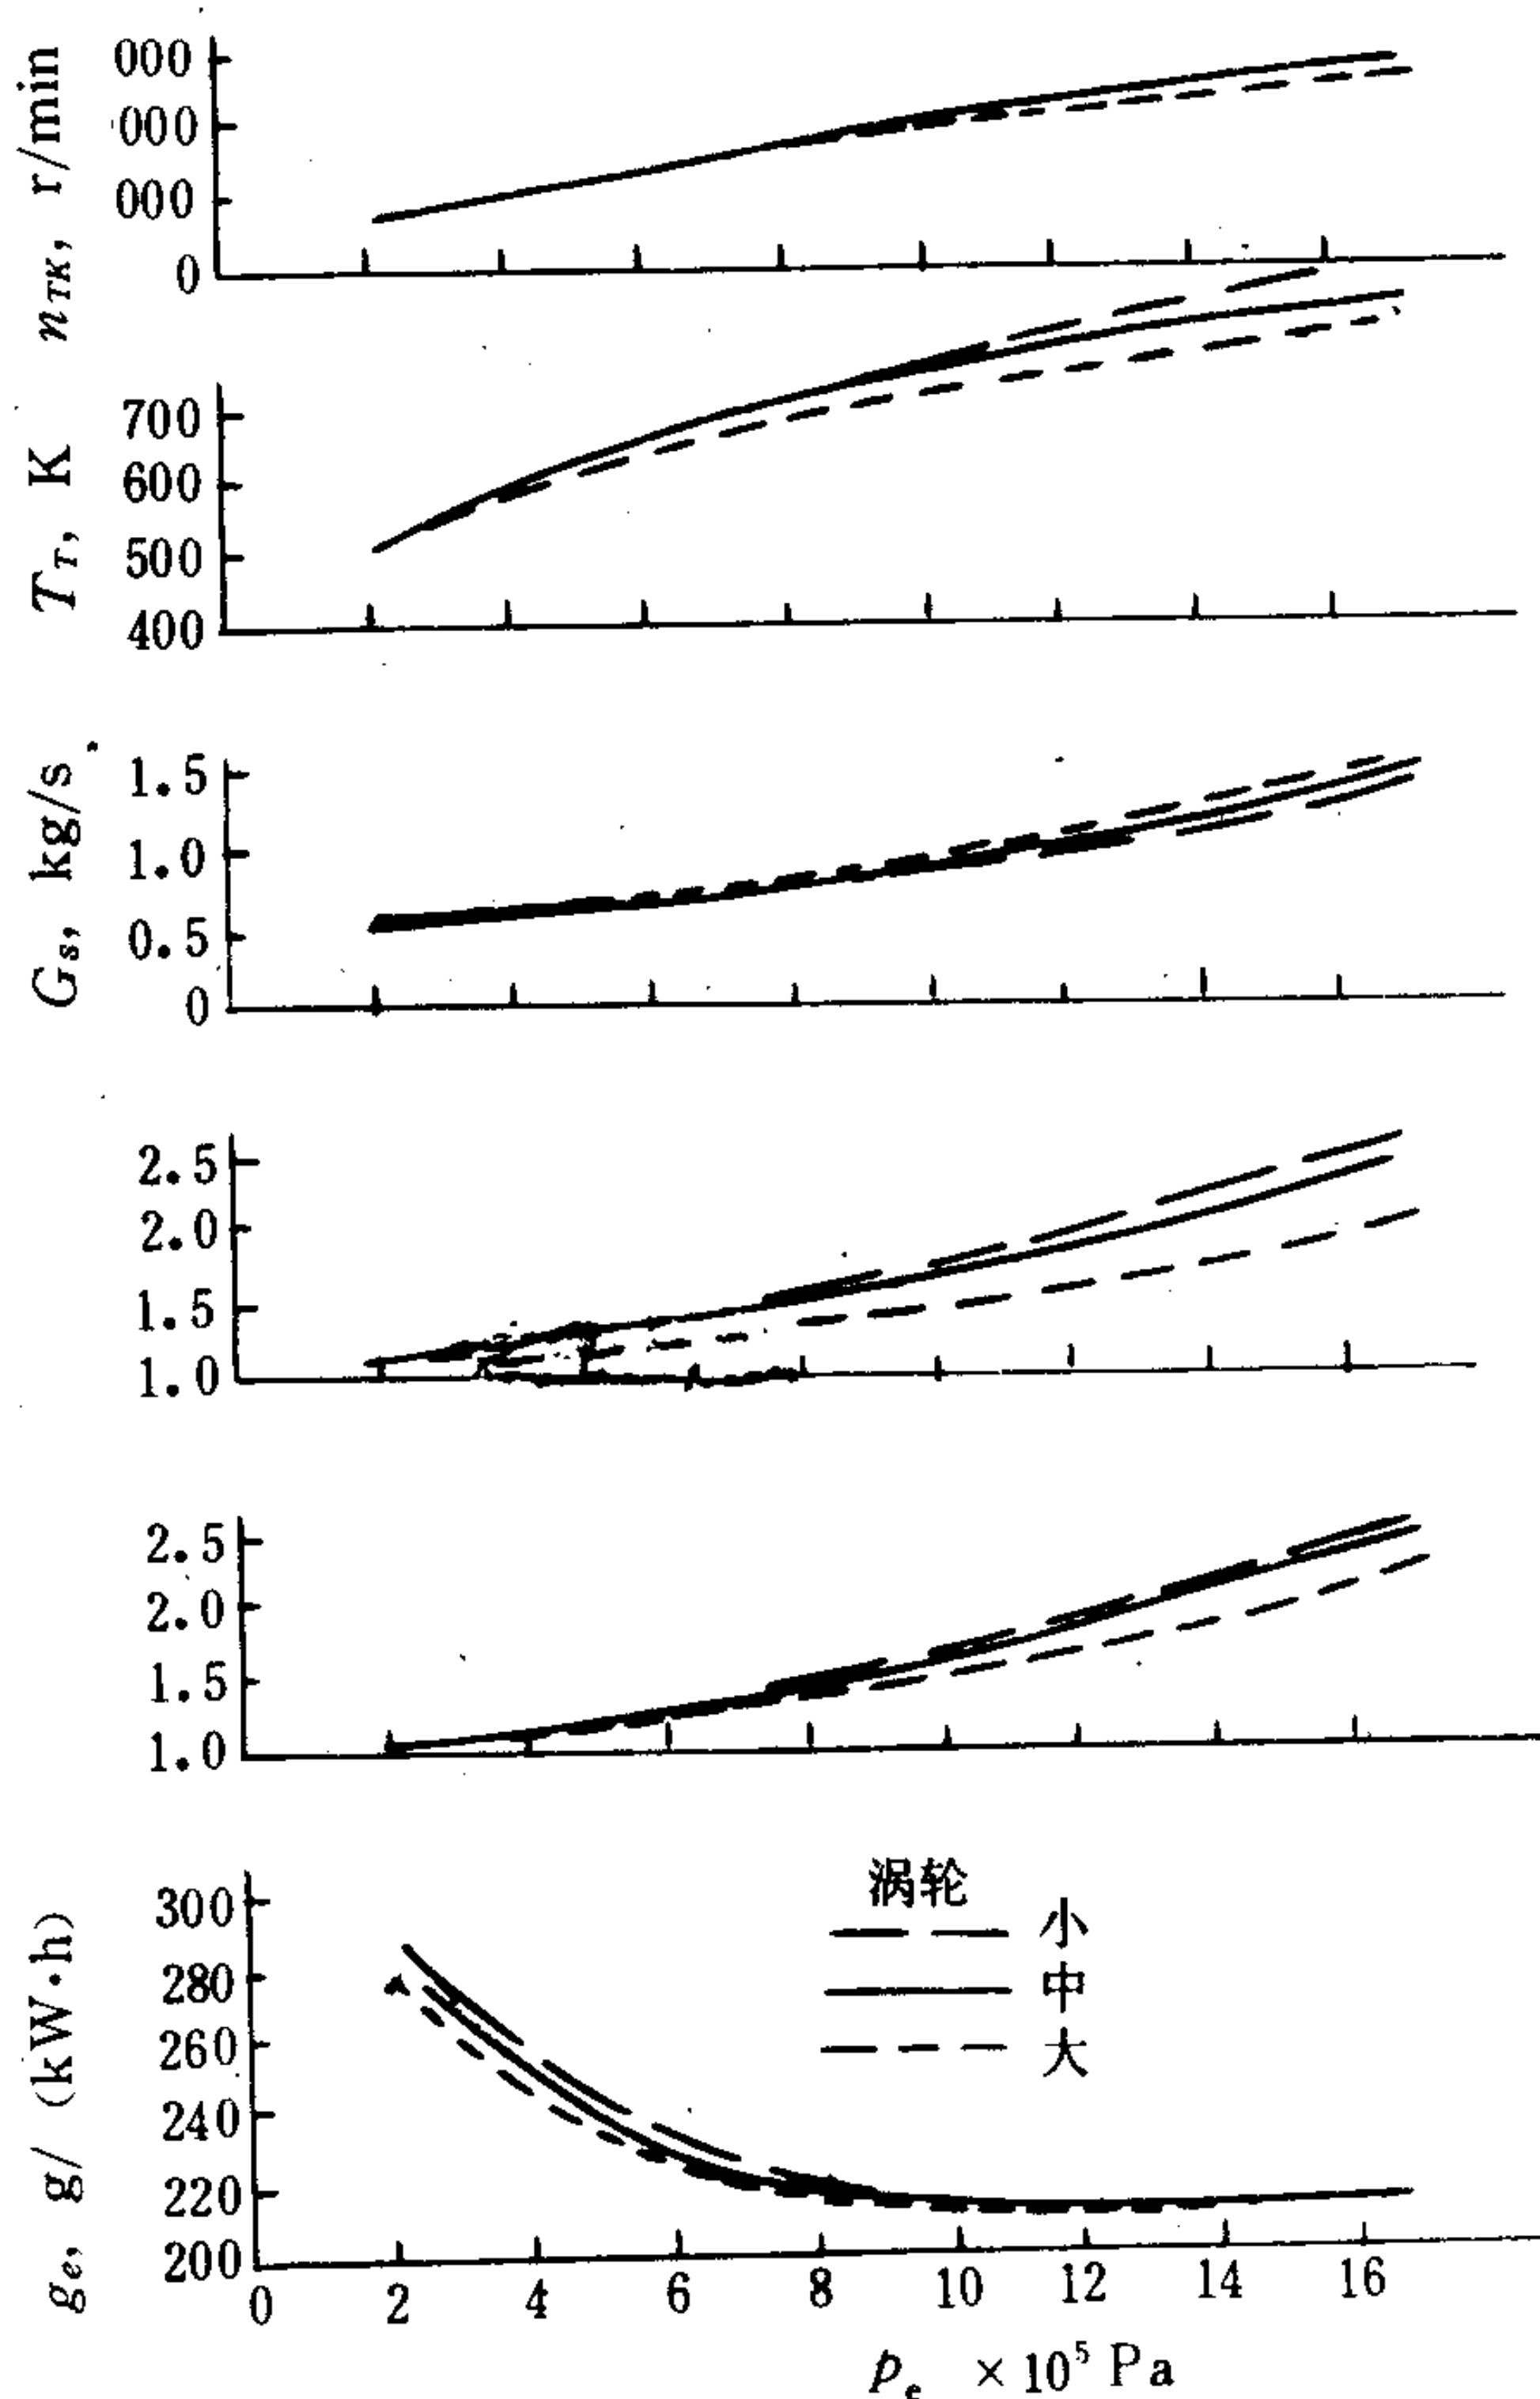 n_TK, r/min
000
000
000
0
T_T, K
700
600
500
400
G_s, kg/s
1.5
1.0
0.5
0
2.5
2.0
1.5
1.0
2.5
2.0
1.5
1.0
g_e, g/(kW·h)
300
280
260
240
220
200
涡轮
小
中
大
0 2 4 6 8 10 12 14 16
p_e ×10⁵ Pa